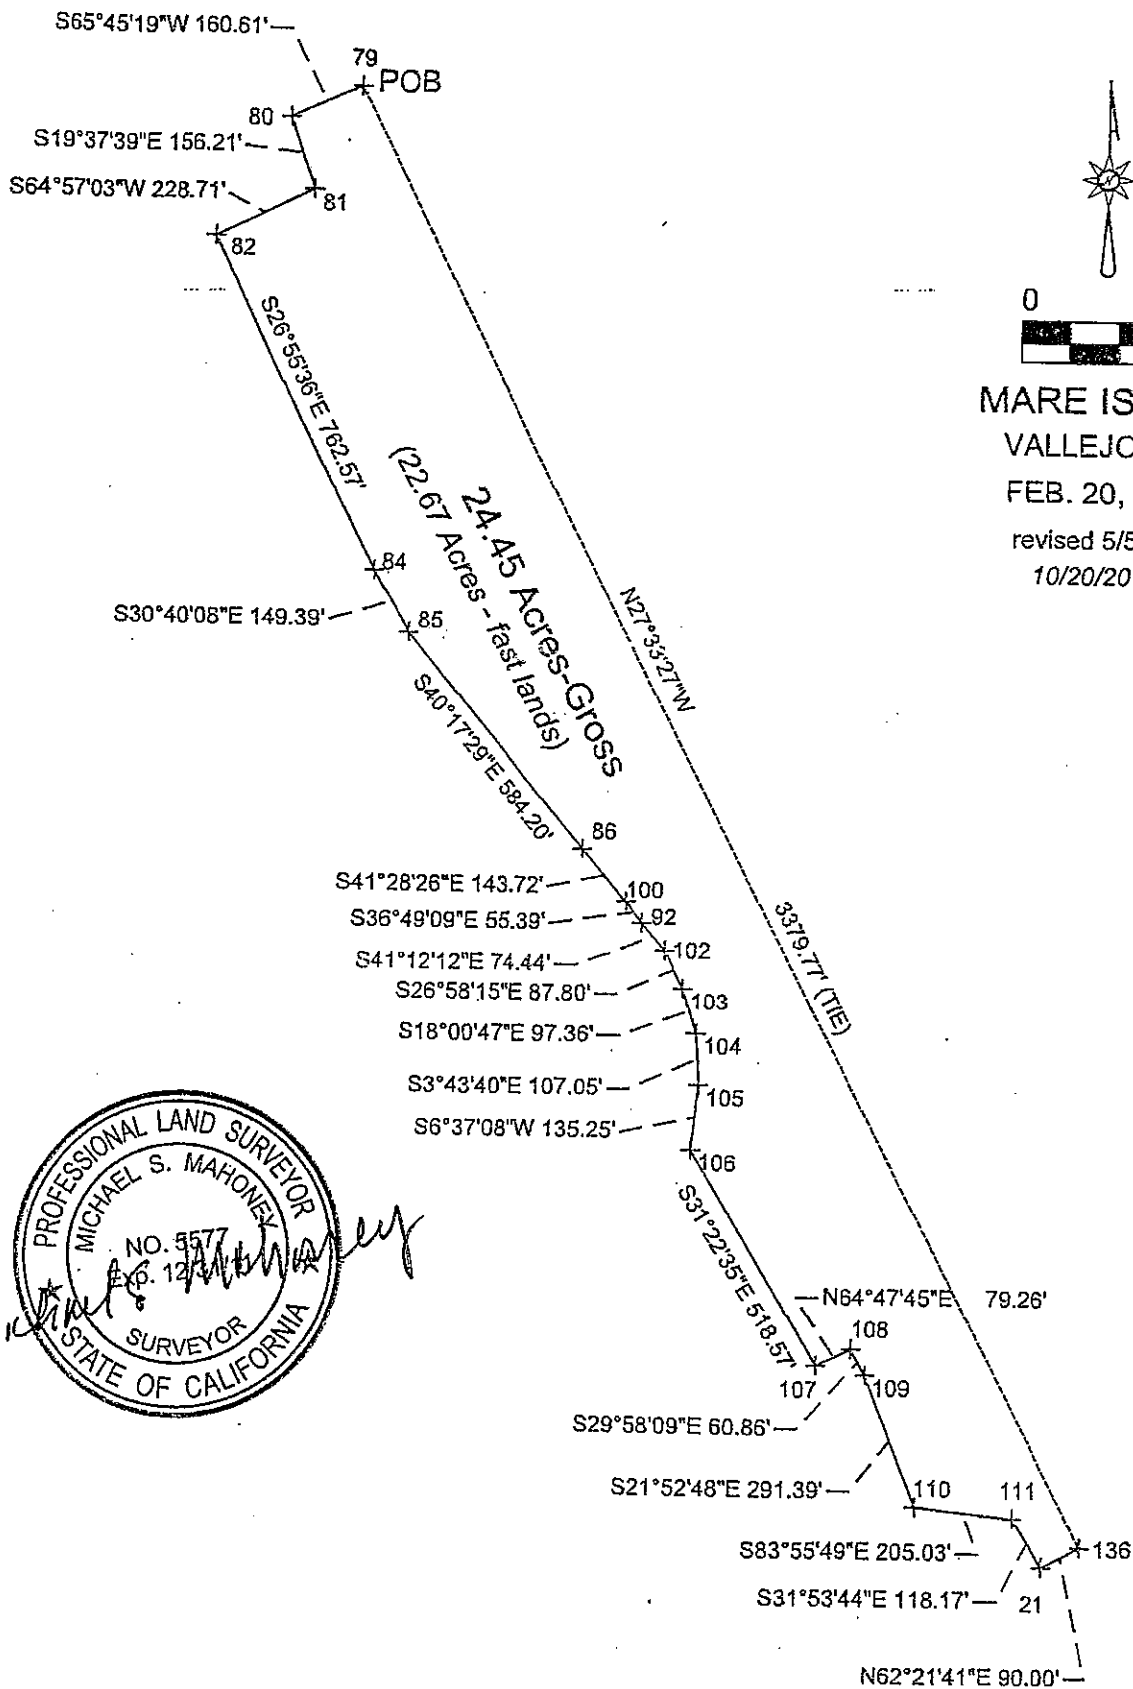 S65°45'19"W 160.61'
79
POB
80
S19°37'39"E 156.21'
S64°57'03"W 228.71'
81
82
0
MARE IS
VALLEJO
FEB. 20,
revised 5/5
10/20/20
S26°55'36"E 762.57'
24.45 Acres-Gross
(22.67 Acres - fast lands)
N27°33'27"W
3379.77' (TIE)
84
S30°40'08"E 149.39'
85
S40°17'29"E 584.20'
86
S41°28'26"E 143.72'
100
S36°49'09"E 55.39'
92
S41°12'12"E 74.44'
102
S26°58'15"E 87.80'
103
S18°00'47"E 97.36'
104
S3°43'40"E 107.05'
105
S6°37'08"W 135.25'
106
S31°22'35"E 518.57'
N64°47'45"E 79.26'
108
107
109
S29°58'09"E 60.86'
S21°52'48"E 291.39'
110
111
S83°55'49"E 205.03'
136
S31°53'44"E 118.17'
21
N62°21'41"E 90.00'
PROFESSIONAL LAND SURVEYOR
MICHAEL S. MAHONEY
NO. 5577
Exp. 12/31/
SURVEYOR
STATE OF CALIFORNIA